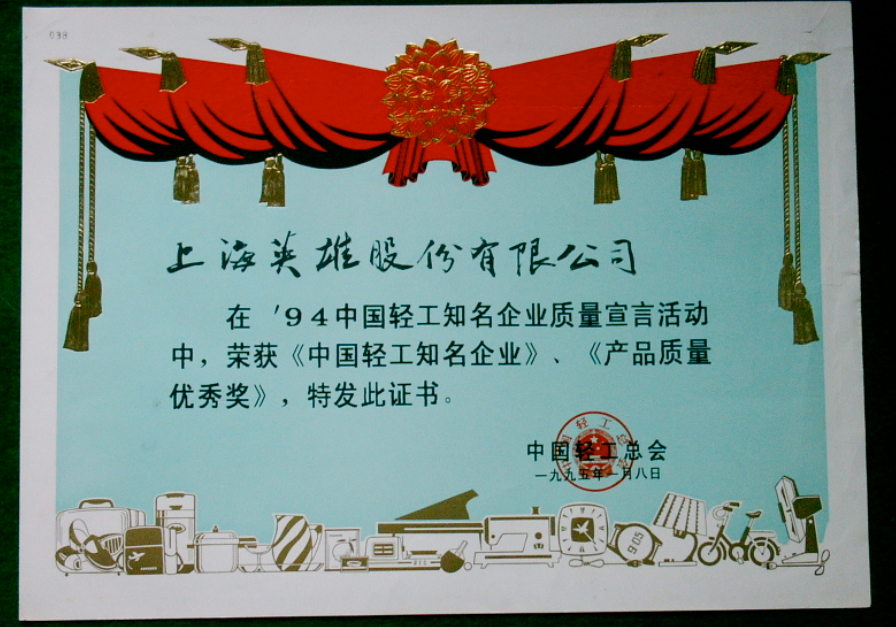 038
上海英雄股份有限公司
在'94中国轻工知名企业质量宣言活动
中，荣获《中国轻工知名企业》、《产品质量
优秀奖》，特发此证书。
中国轻工总会
一九九五年一月八日
9:05